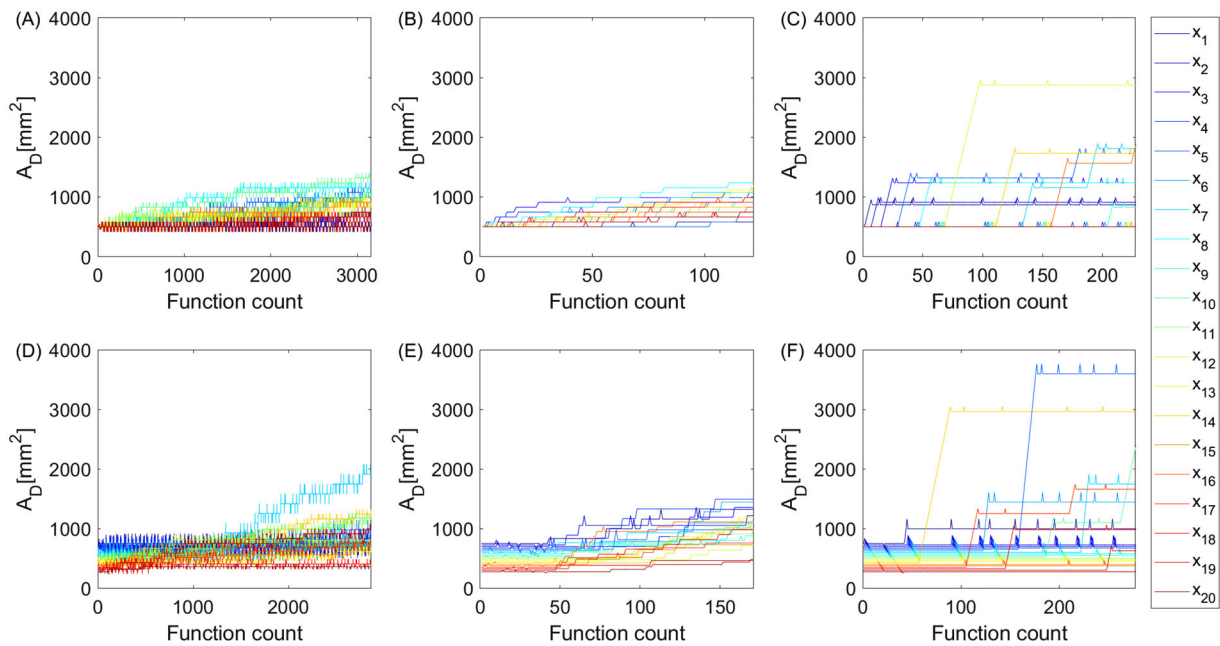 (A)
4000
3000
2000
1000
0
A_D[mm^2]
0 1000 2000 3000
Function count
(B)
4000
3000
2000
1000
0
A_D[mm^2]
0 50 100
Function count
(C)
4000
3000
2000
1000
0
A_D[mm^2]
0 50 100 150 200
Function count
(D)
4000
3000
2000
1000
0
A_D[mm^2]
0 1000 2000
Function count
(E)
4000
3000
2000
1000
0
A_D[mm^2]
0 50 100 150
Function count
(F)
4000
3000
2000
1000
0
A_D[mm^2]
0 100 200
Function count
x_1
x_2
x_3
x_4
x_5
x_6
x_7
x_8
x_9
x_10
x_11
x_12
x_13
x_14
x_15
x_16
x_17
x_18
x_19
x_20